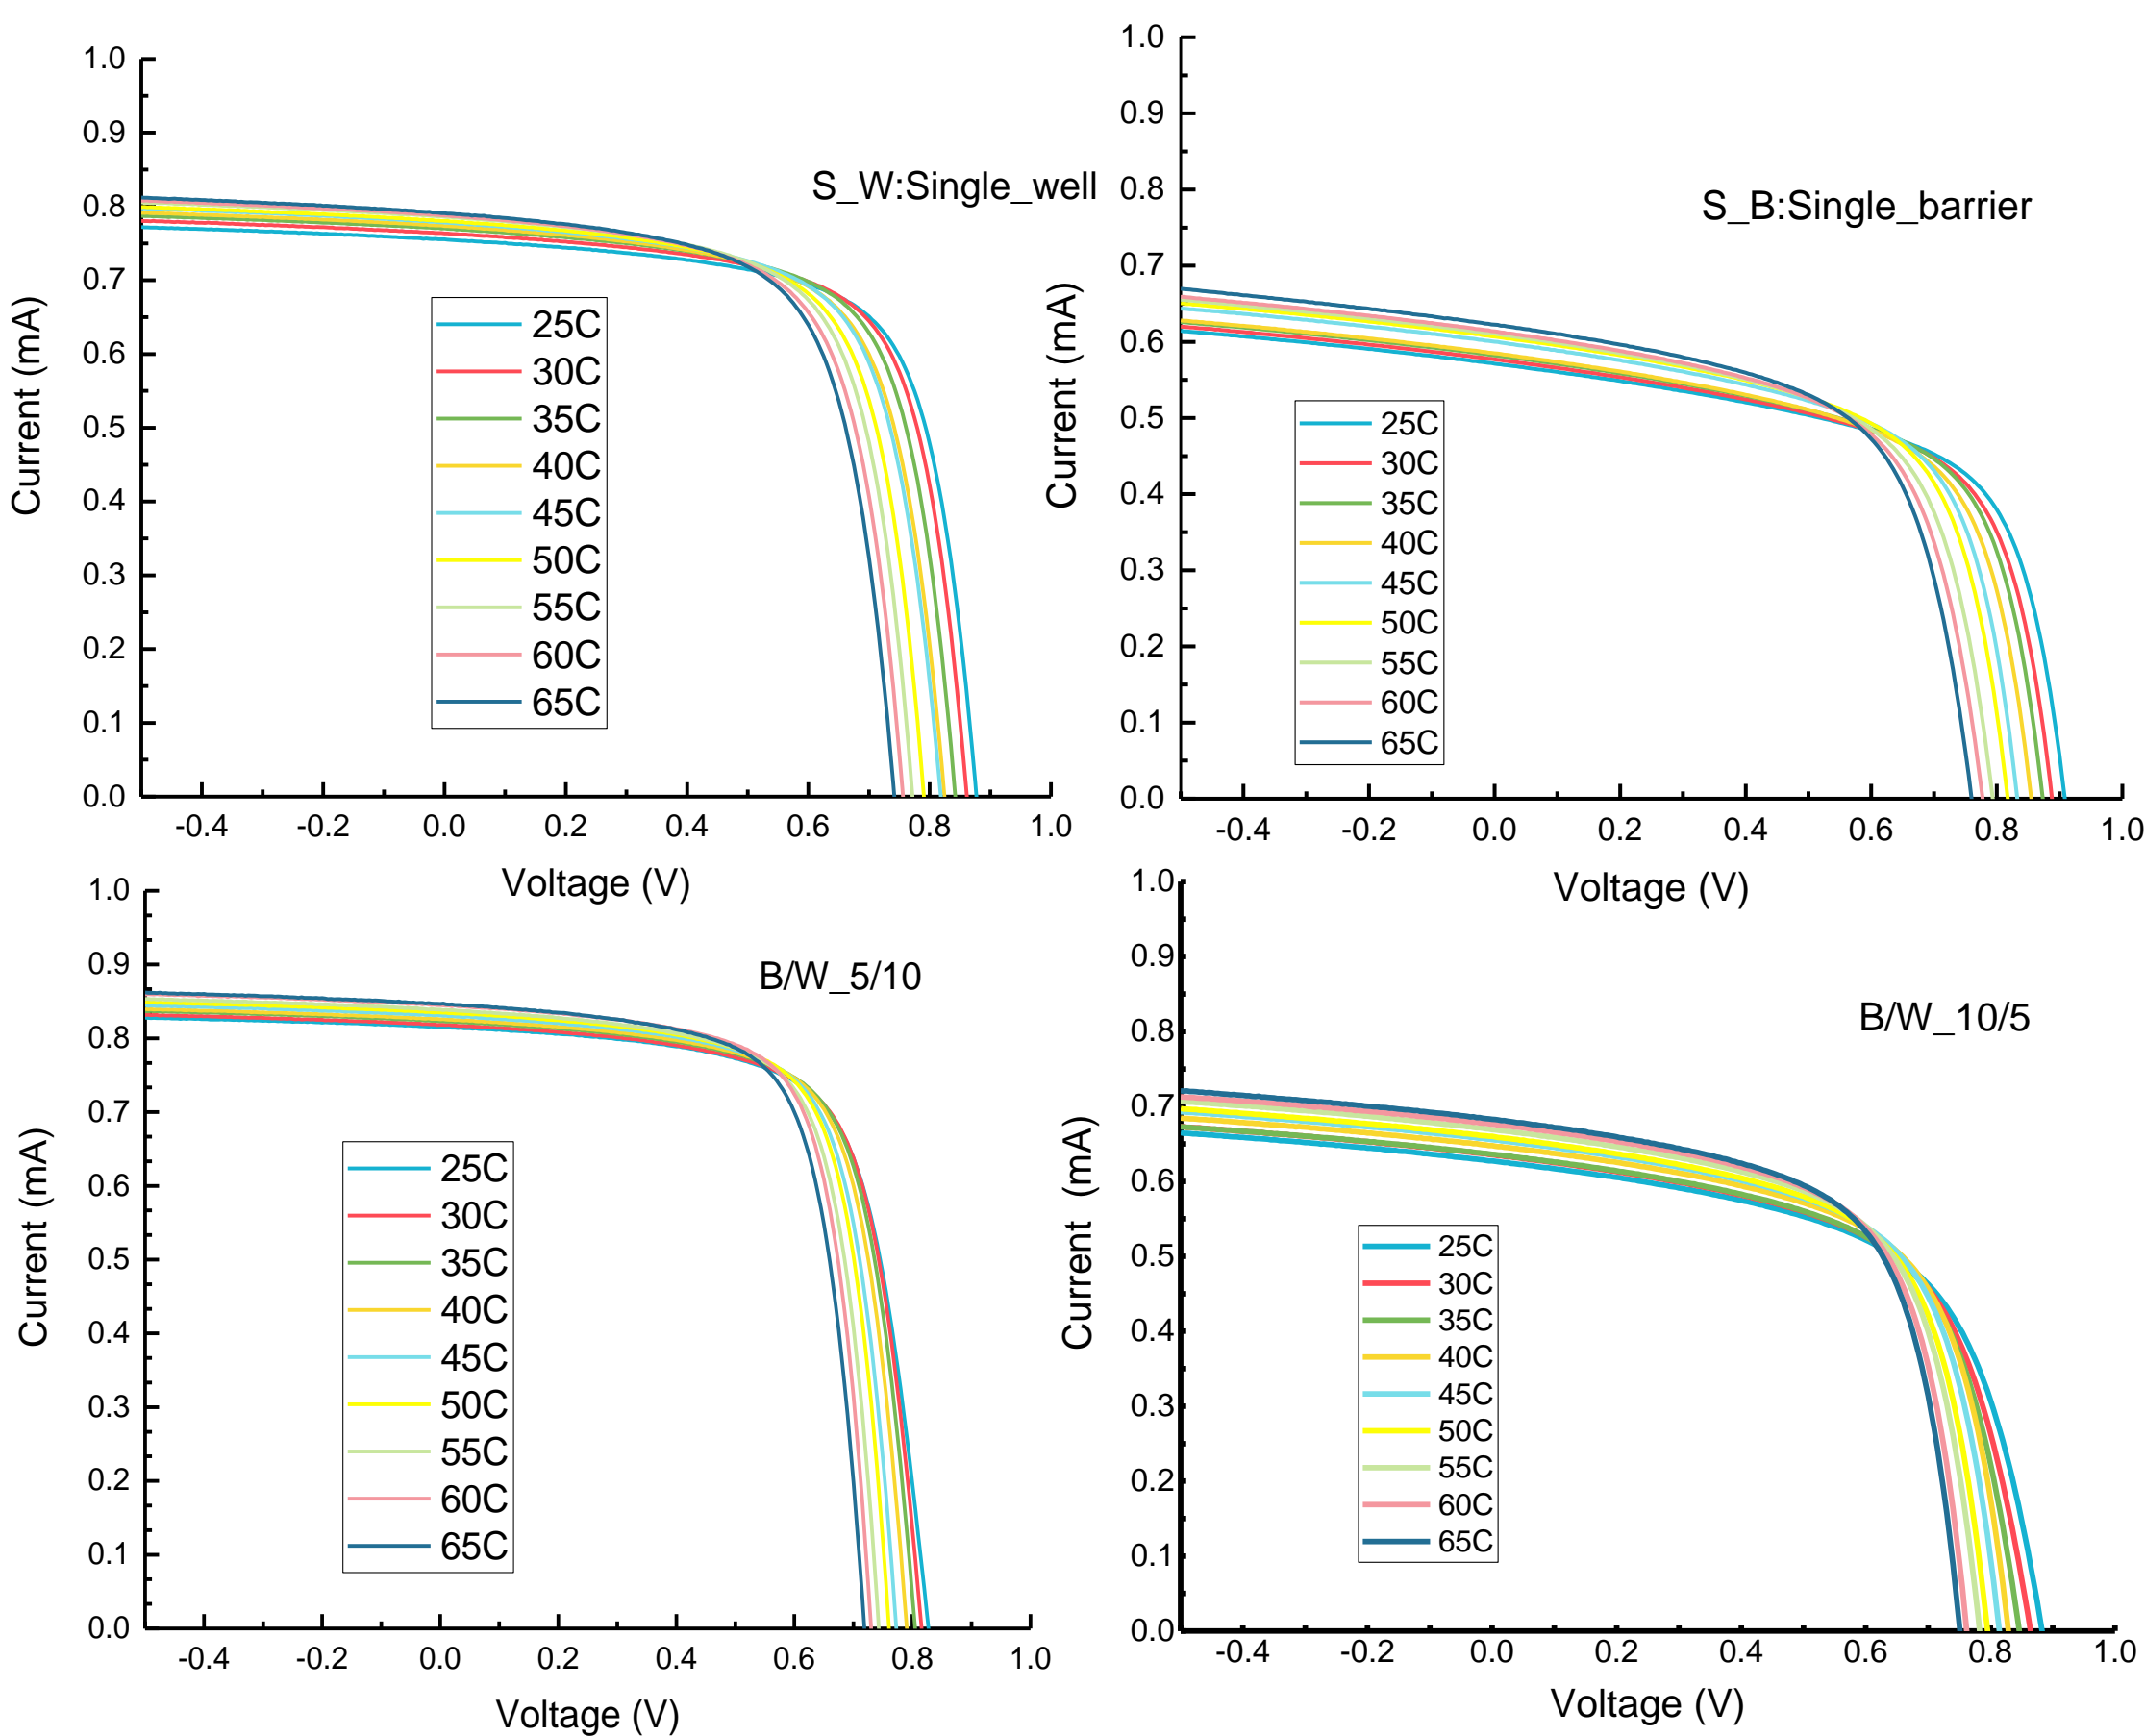 S_W:Single_well
Current (mA)
1.0
0.9
0.8
0.7
0.6
0.5
0.4
0.3
0.2
0.1
0.0
25C
30C
35C
40C
45C
50C
55C
60C
65C
-0.4 -0.2 0.0 0.2 0.4 0.6 0.8 1.0
Voltage (V)
S_B:Single_barrier
Current (mA)
1.0
0.9
0.8
0.7
0.6
0.5
0.4
0.3
0.2
0.1
0.0
25C
30C
35C
40C
45C
50C
55C
60C
65C
-0.4 -0.2 0.0 0.2 0.4 0.6 0.8 1.0
Voltage (V)
B/W_5/10
Current (mA)
1.0
0.9
0.8
0.7
0.6
0.5
0.4
0.3
0.2
0.1
0.0
25C
30C
35C
40C
45C
50C
55C
60C
65C
-0.4 -0.2 0.0 0.2 0.4 0.6 0.8 1.0
Voltage (V)
B/W_10/5
Current (mA)
1.0
0.9
0.8
0.7
0.6
0.5
0.4
0.3
0.2
0.1
0.0
25C
30C
35C
40C
45C
50C
55C
60C
65C
-0.4 -0.2 0.0 0.2 0.4 0.6 0.8 1.0
Voltage (V)